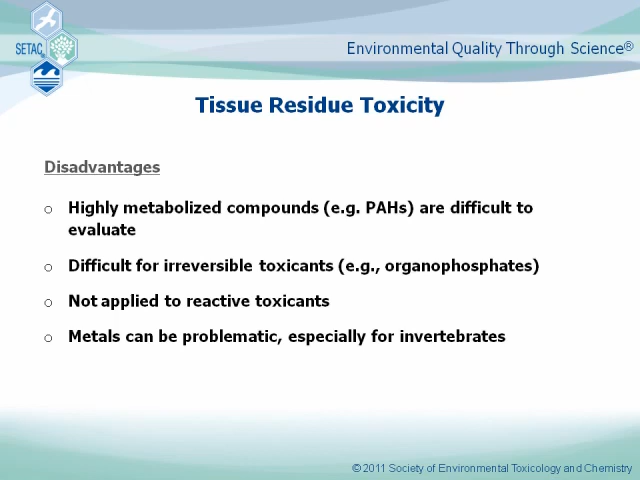 SETAC
Environmental Quality Through Science®
Tissue Residue Toxicity
Disadvantages
o Highly metabolized compounds (e.g. PAHs) are difficult to
evaluate
o Difficult for irreversible toxicants (e.g., organophosphates)
o Not applied to reactive toxicants
o Metals can be problematic, especially for invertebrates
© 2011 Society of Environmental Toxicology and Chemistry